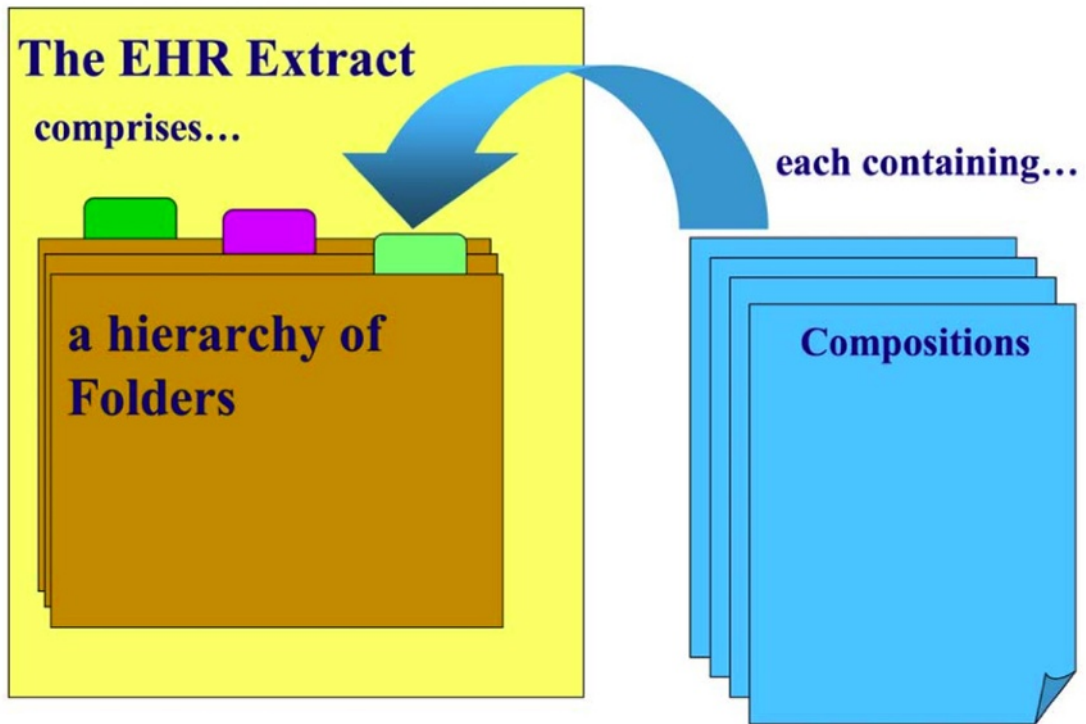 The EHR Extract
comprises…
a hierarchy of
Folders
each containing…
Compositions